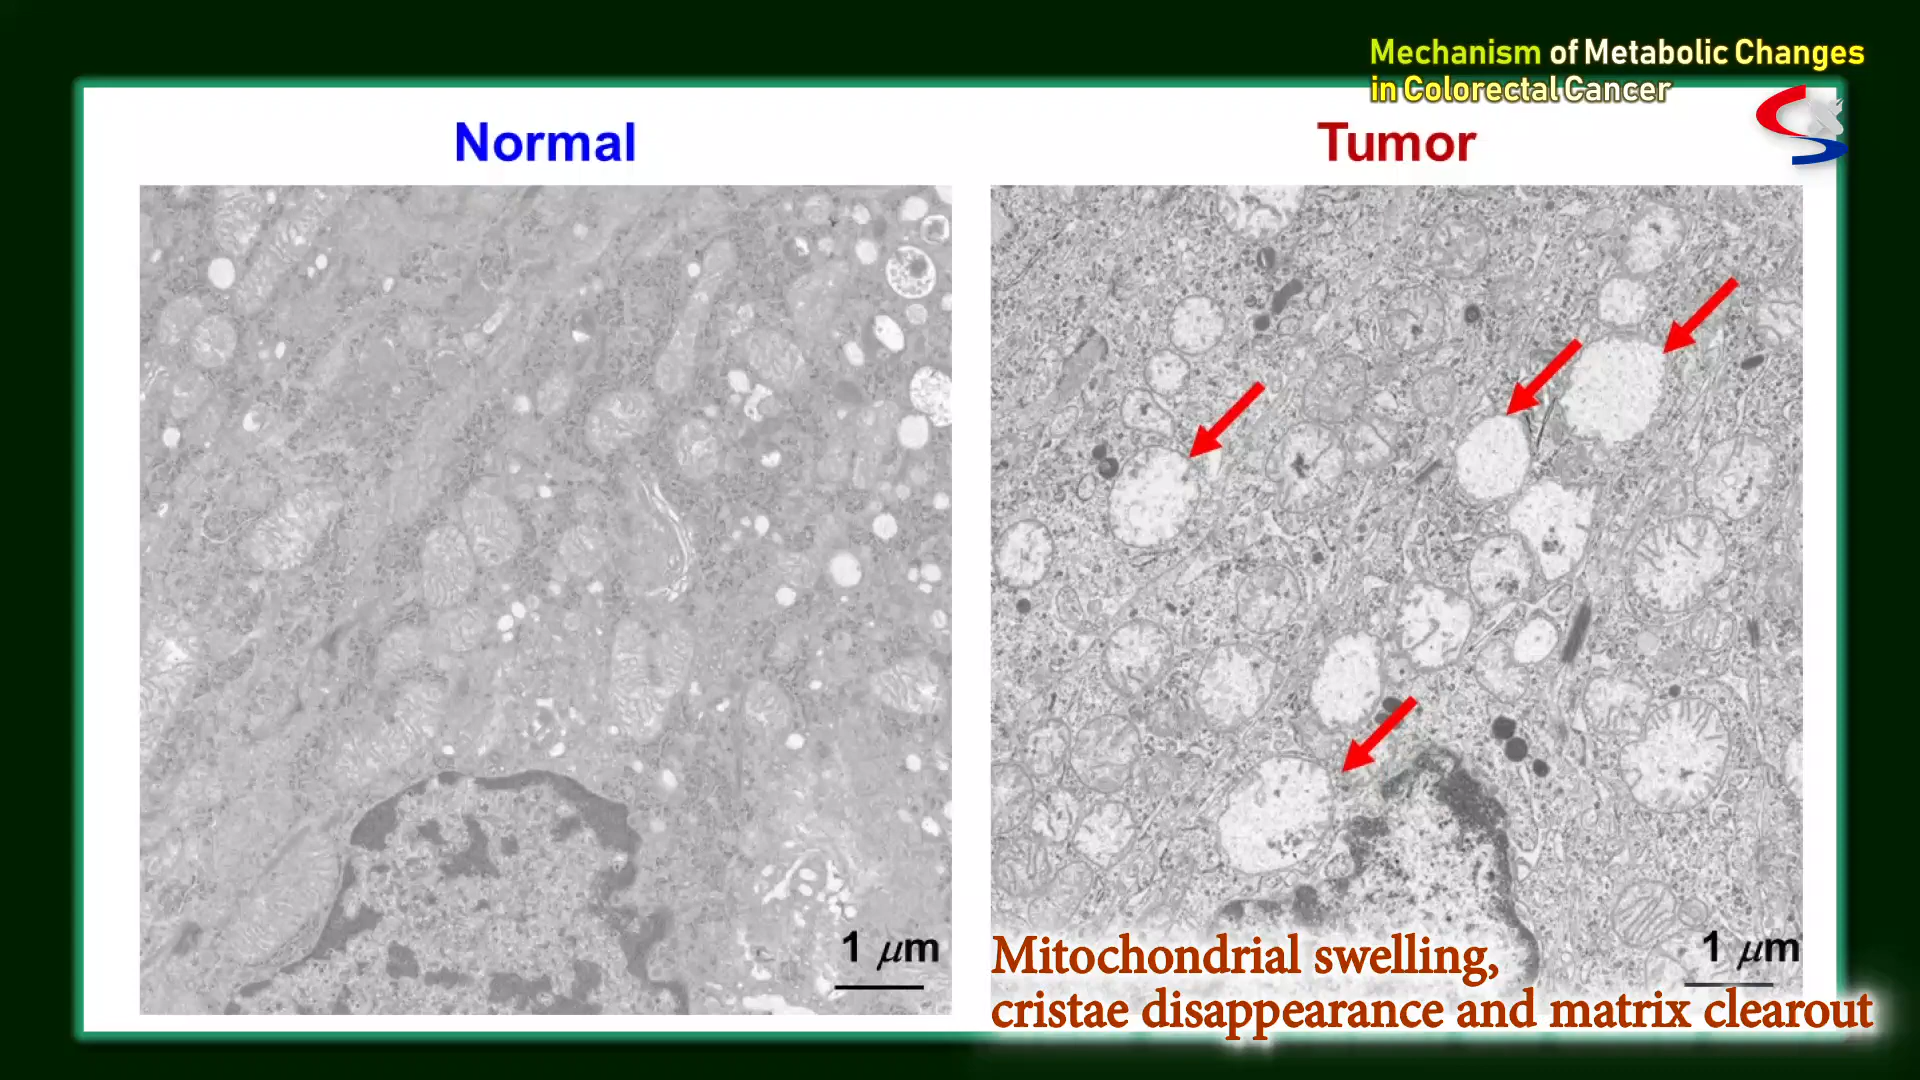 Mechanism of Metabolic Changes
in Colorectal Cancer
Normal
Tumor
1 μm
1 μm
Mitochondrial swelling,
cristae disappearance and matrix clearout